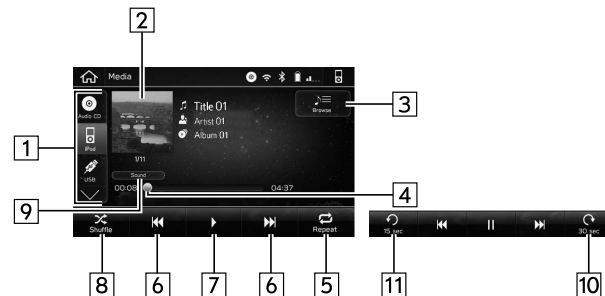 2
Media
3
Title 01
Artist 01
Album 01
Browse
Audio CD
iPod
USB
1
1/11
Sound
00:08
04:37
4
9
Shuffle
Repeat
15 sec
30 sec
8
6
7
6
5
11
10